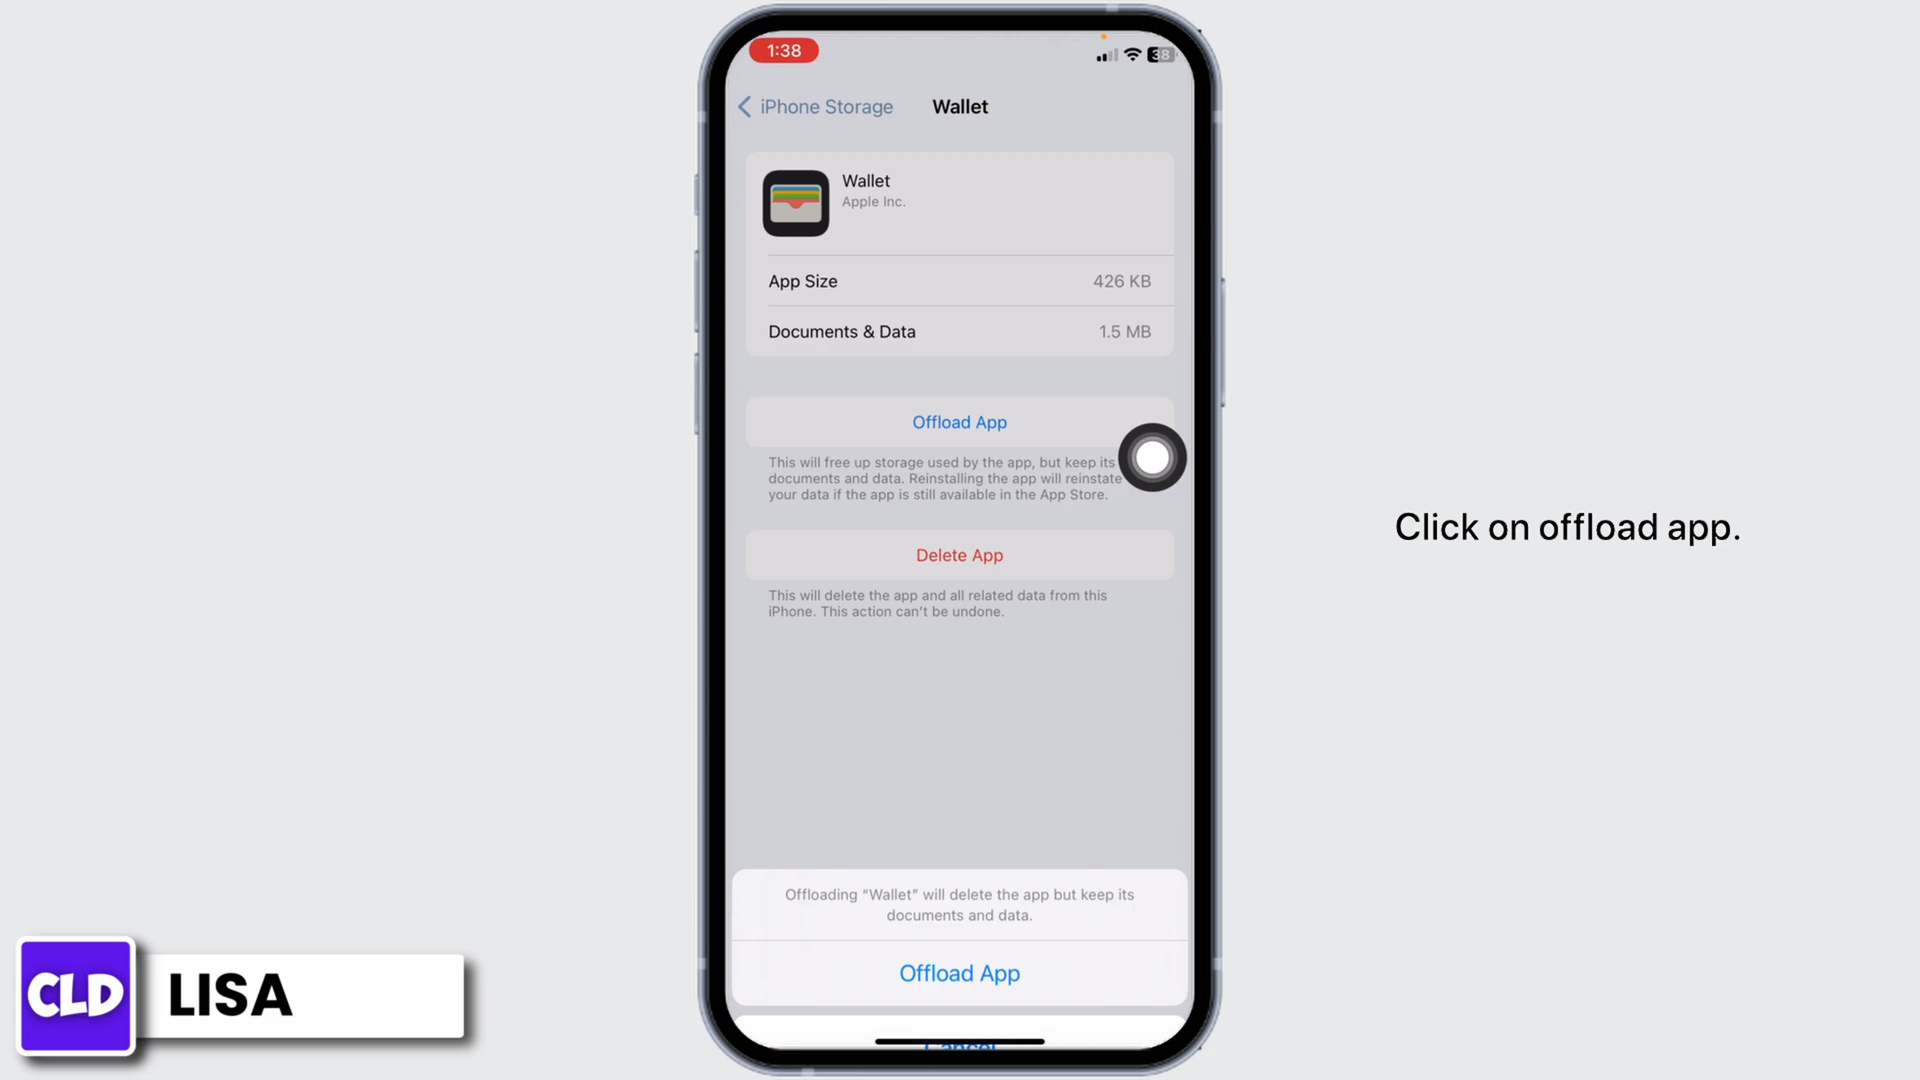 1:38
38
iPhone Storage
Wallet
Wallet
Apple Inc.
App Size
426 KB
Documents & Data
1.5 MB
Offload App
This will free up storage used by the app, but keep its
documents and data. Reinstalling the app will reinstate
your data if the app is still available in the App Store.
Delete App
This will delete the app and all related data from this
iPhone. This action can't be undone.
Offloading “Wallet” will delete the app but keep its
documents and data.
Offload App
Cancel
Click on offload app.
CLD
LISA